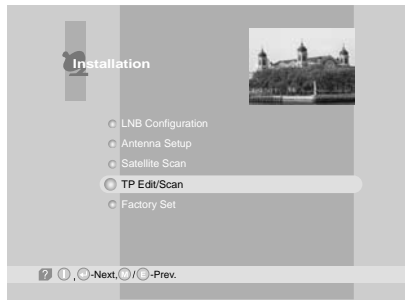 Installation
LNB Configuration
Antenna Setup
Satellite Scan
TP Edit/Scan
Factory Set
? , -Next, M / E -Prev.